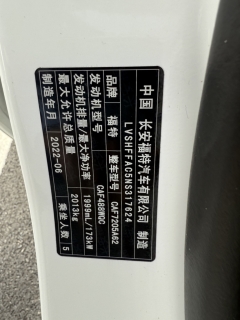 中国 长安福特汽车有限公司 制造
LVSHFFAC5NS317624
品牌 福特 整车型号 CAF7205A62
发动机型号 CAF488WQC
发动机排量/最大净功率 1999mL/173kW
最大允许总质量 2013kg
制造年月 2022-06 乘坐人数 5